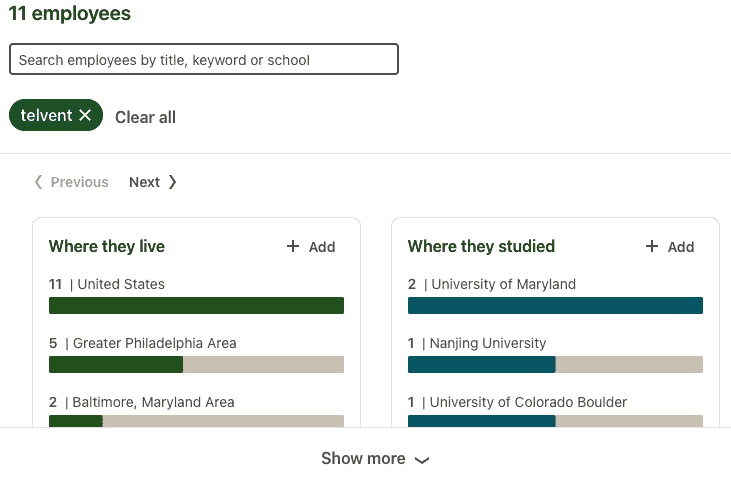 11 employees
Search employees by title, keyword or school
telvent
Clear all
Previous Next
Where they live
Add
11 | United States
5 | Greater Philadelphia Area
2 | Baltimore, Maryland Area
Where they studied
Add
2 | University of Maryland
1 | Nanjing University
1 | University of Colorado Boulder
Show more